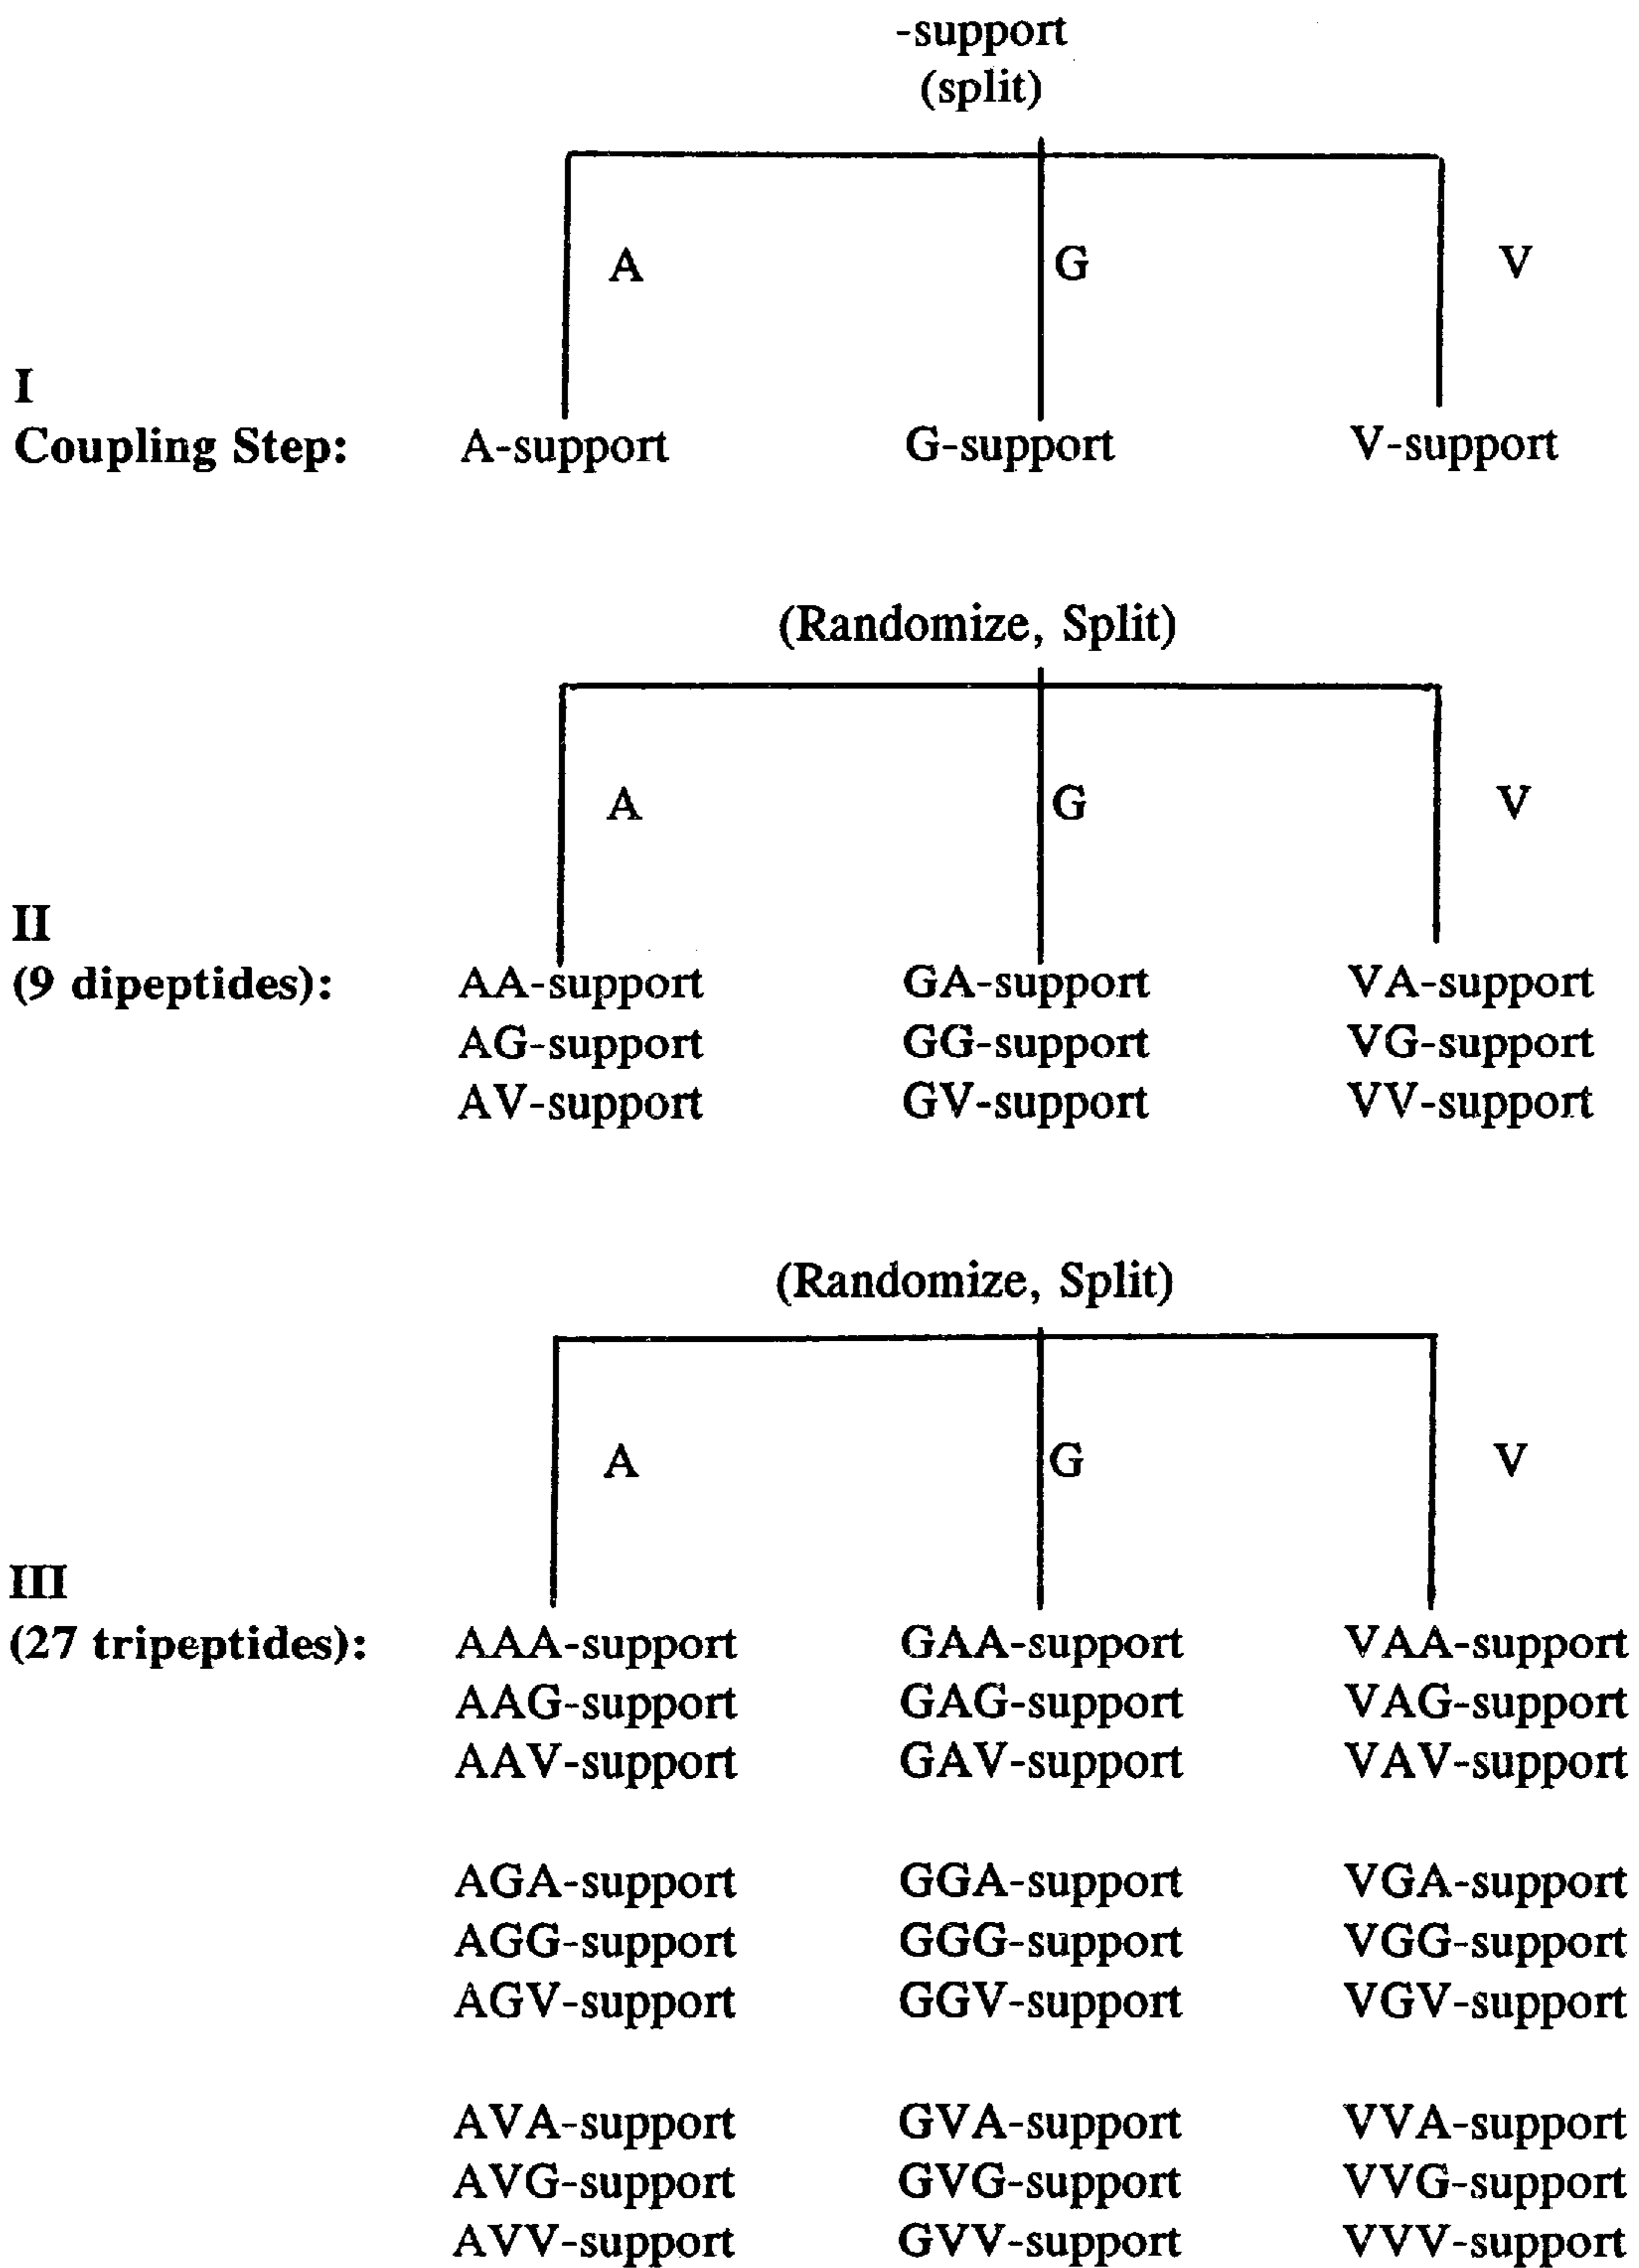 -support
(split)
A G V
I
Coupling Step: A-support G-support V-support
(Randomize, Split)
A G V
II
(9 dipeptides): AA-support GA-support VA-support
AG-support GG-support VG-support
AV-support GV-support VV-support
(Randomize, Split)
A G V
III
(27 tripeptides): AAA-support GAA-support VAA-support
AAG-support GAG-support VAG-support
AAV-support GAV-support VAV-support
AGA-support GGA-support VGA-support
AGG-support GGG-support VGG-support
AGV-support GGV-support VGV-support
AVA-support GVA-support VVA-support
AVG-support GVG-support VVG-support
AVV-support GVV-support VVV-support